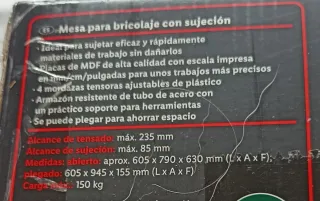 ES Mesa para bricolaje con sujeción
· Ideal para sujetar eficaz y rápidamente
materiales de trabajo sin dañarlos
· Placas de MDF de alta calidad con escala impresa
en mm/cm/pulgadas para unos trabajos más precisos
· 4 mordazas tensoras ajustables de plástico
· Armazón resistente de tubo de acero con
un práctico soporte para herramientas
· Se puede plegar para ahorrar espacio
Alcance de tensado: máx. 235 mm
Alcance de sujeción: máx. 85 mm
Medidas: abierto: aprox. 605 x 790 x 630 mm (L x A x F);
plegado: 605 x 945 x 155 mm (L x A x F)
Carga máx.: 150 kg